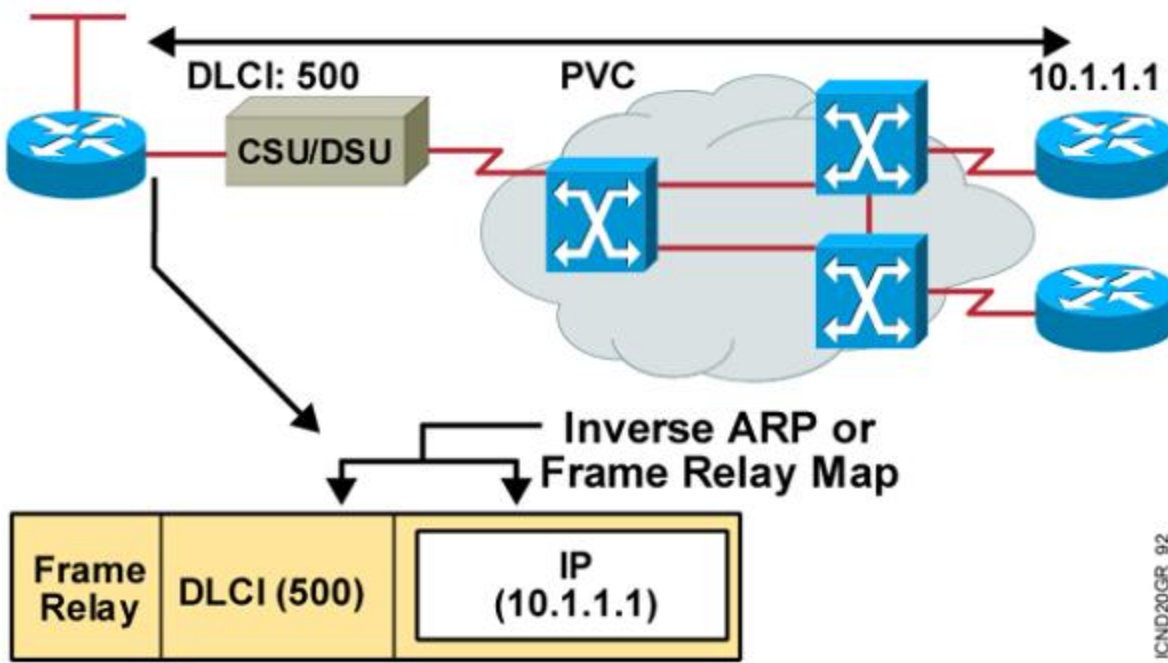 DLCI: 500
PVC
10.1.1.1
CSU/DSU
Inverse ARP or
Frame Relay Map
Frame
Relay
DLCI (500)
IP
(10.1.1.1)
ICND20GR_92